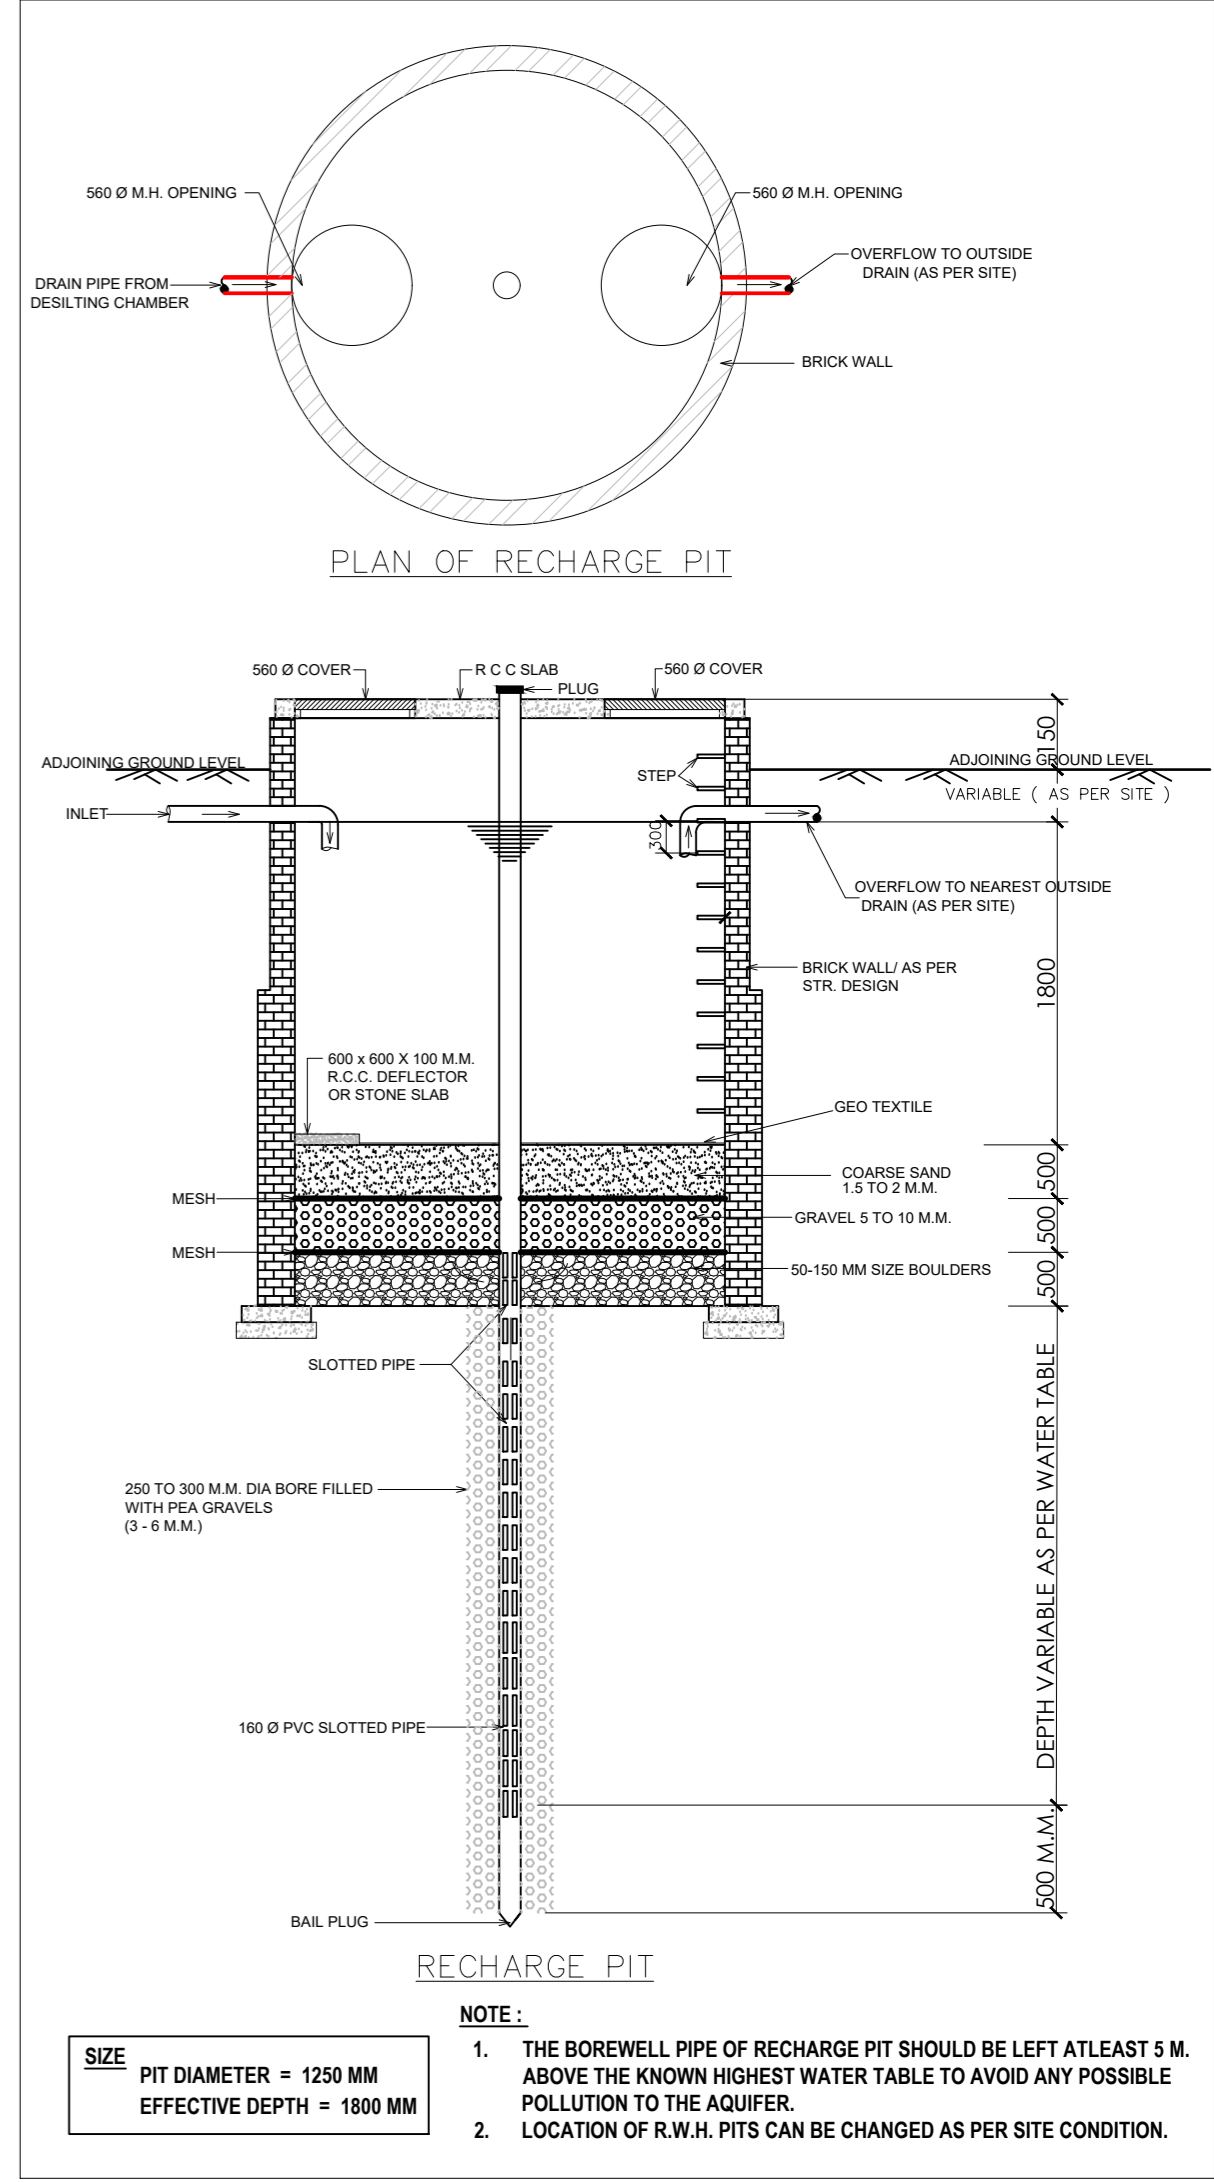 560 Ø M.H. OPENING
560 Ø M.H. OPENING
DRAIN PIPE FROM
DESILTING CHAMBER
OVERFLOW TO OUTSIDE
DRAIN (AS PER SITE)
BRICK WALL
PLAN OF RECHARGE PIT
560 Ø COVER
R C C SLAB
560 Ø COVER
PLUG
150
ADJOINING GROUND LEVEL
ADJOINING GROUND LEVEL
STEP
VARIABLE ( AS PER SITE )
INLET
300
OVERFLOW TO NEAREST OUTSIDE
DRAIN (AS PER SITE)
BRICK WALL/ AS PER
STR. DESIGN
1800
600 x 600 X 100 M.M.
R.C.C. DEFLECTOR
OR STONE SLAB
GEO TEXTILE
COARSE SAND
1.5 TO 2 M.M.
500
MESH
GRAVEL 5 TO 10 M.M.
500
MESH
50-150 MM SIZE BOULDERS
500
SLOTTED PIPE
DEPTH VARIABLE AS PER WATER TABLE
250 TO 300 M.M. DIA BORE FILLED
WITH PEA GRAVELS
(3 - 6 M.M.)
160 Ø PVC SLOTTED PIPE
500 M.M.
BAIL PLUG
RECHARGE PIT
SIZE
PIT DIAMETER = 1250 MM
EFFECTIVE DEPTH = 1800 MM
NOTE :
1. THE BOREWELL PIPE OF RECHARGE PIT SHOULD BE LEFT ATLEAST 5 M.
ABOVE THE KNOWN HIGHEST WATER TABLE TO AVOID ANY POSSIBLE
POLLUTION TO THE AQUIFER.
2. LOCATION OF R.W.H. PITS CAN BE CHANGED AS PER SITE CONDITION.